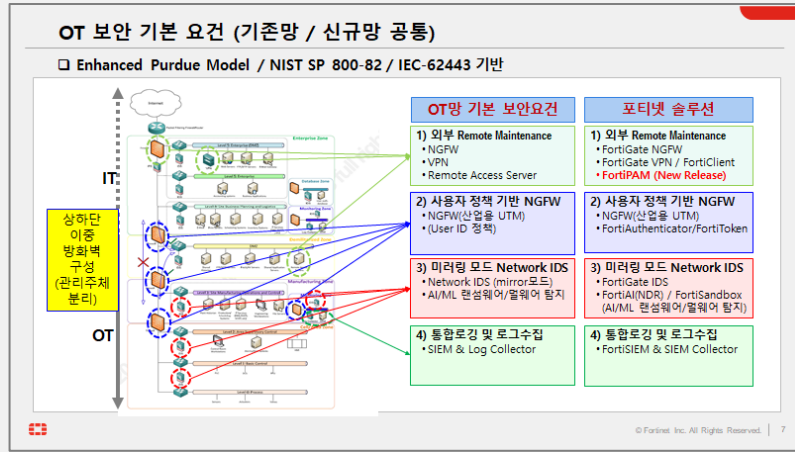 OT 보안 기본 요건 (기존망 / 신규망 공통)
❑ Enhanced Purdue Model / NIST SP 800-82 / IEC-62443 기반
Internet
Enterprise Zone
IT
상하단
이중
방화벽
구성
(관리주체
분리)
OT
Database Zone
Monitoring Zone
Manufacturing Zone
OT망 기본 보안요건
1) 외부 Remote Maintenance
• NGFW
• VPN
• Remote Access Server
2) 사용자 정책 기반 NGFW
• NGFW(산업용 UTM)
• (User ID 정책)
3) 미러링 모드 Network IDS
• Network IDS (mirror모드)
• AI/ML 랜섬웨어/멀웨어 탐지
4) 통합로깅 및 로그수집
• SIEM & Log Collector
포티넷 솔루션
1) 외부 Remote Maintenance
• FortiGate NGFW
• FortiGate VPN / FortiClient
• FortiPAM (New Release)
2) 사용자 정책 기반 NGFW
• NGFW(산업용 UTM)
• FortiAuthenticator/FortiToken
3) 미러링 모드 Network IDS
• FortiGate IDS
• FortiAI(NDR) / FortiSandbox
(AI/ML 랜섬웨어/멀웨어 탐지)
4) 통합로깅 및 로그수집
• FortiSIEM & SIEM Collector
© Fortinet Inc. All Rights Reserved.
7